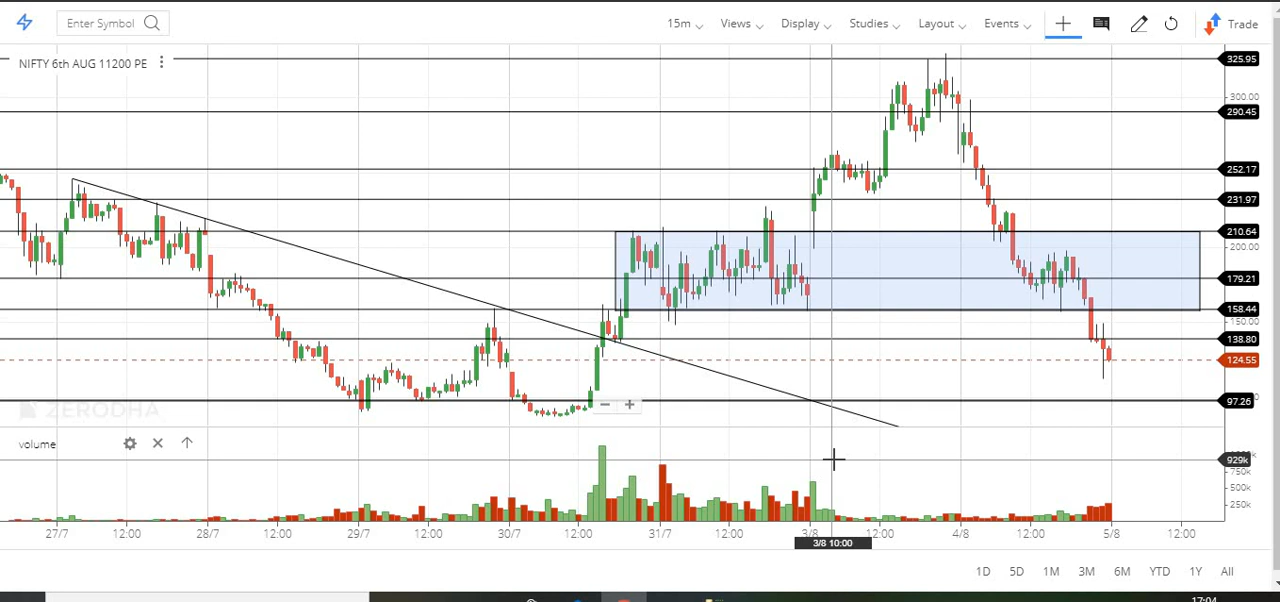 Enter Symbol 15m Views Display Studies Layout Events Trade
NIFTY 6th AUG 11200 PE
325.95
300.00
290.45
252.17
231.97
210.64
200.00
179.21
158.44
150.00
138.80
124.55
97.26
ZERODHA
volume
929k
750k
500k
250k
27/7 12:00 28/7 12:00 29/7 12:00 30/7 12:00 31/7 12:00 3/8 12:00 4/8 12:00 5/8 12:00
3/8 10:00
1D 5D 1M 3M 6M YTD 1Y All
17:04